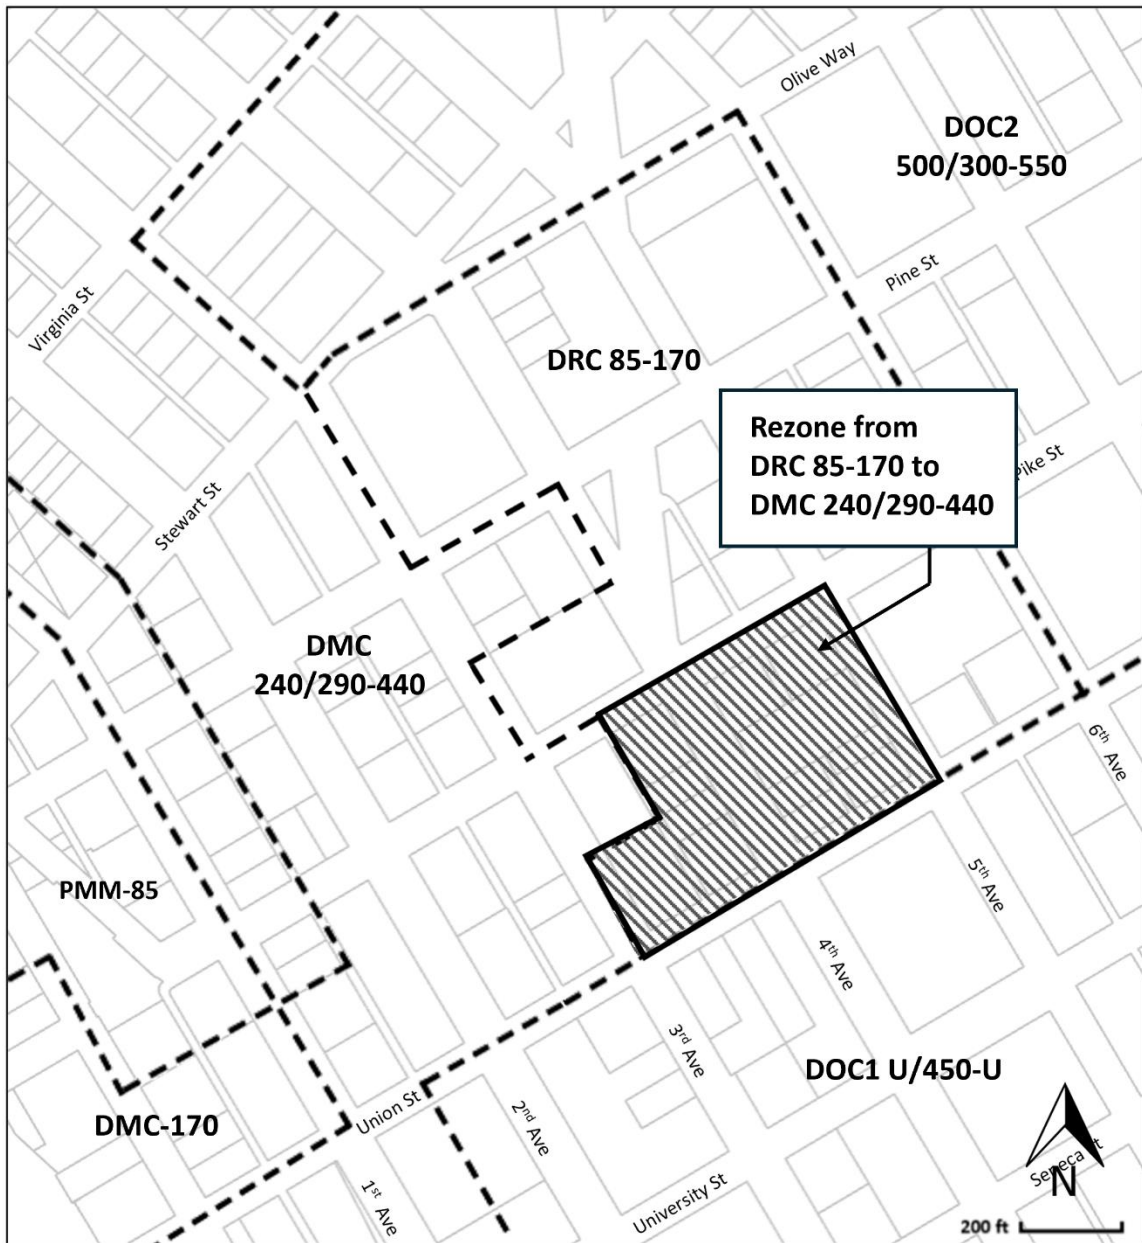 Olive Way
DOC2
500/300-550
Pine St
Virginia St
DRC 85-170
Rezone from
DRC 85-170 to
DMC 240/290-440
Pike St
Stewart St
DMC
240/290-440
6th Ave
PMM-85
5th Ave
4th Ave
3rd Ave
DOC1 U/450-U
Union St
DMC-170
2nd Ave
1st Ave
University St
Seneca St
N
200 ft